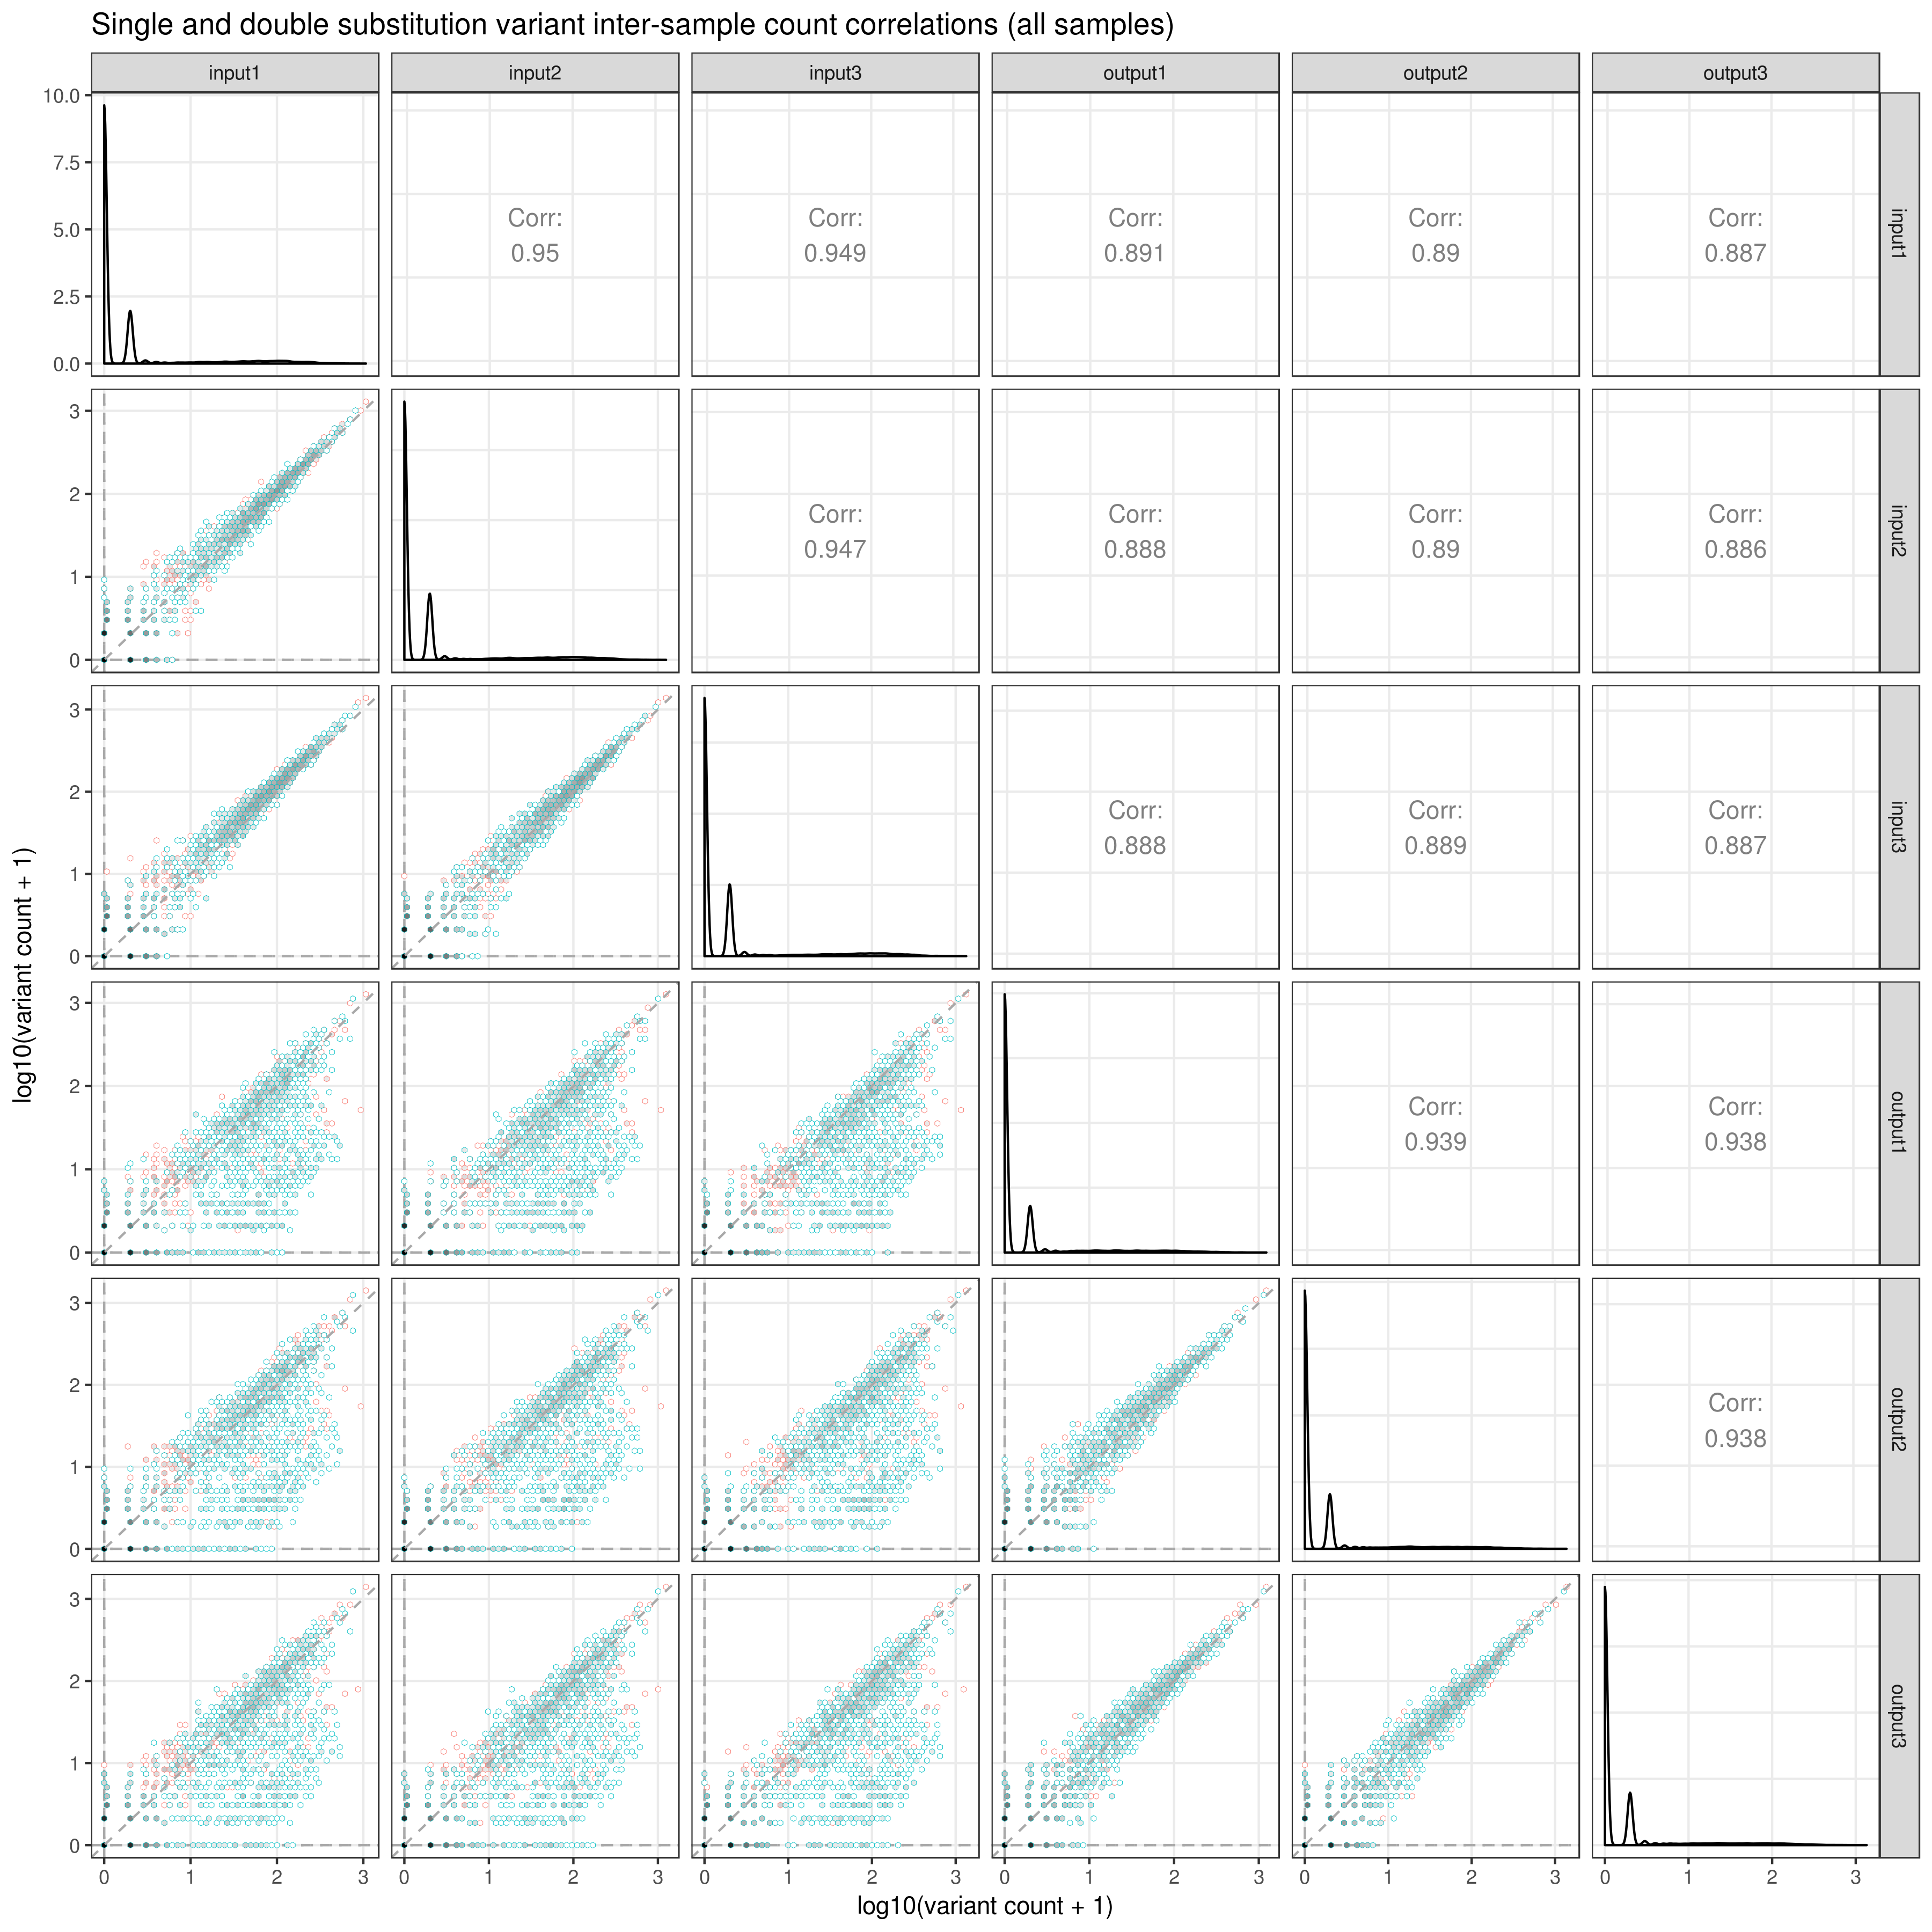 Single and double substitution variant inter-sample count correlations (all samples)
input1 input2 input3 output1 output2 output3
10.0
7.5
5.0
2.5
0.0
Corr:
0.95
Corr:
0.949
Corr:
0.891
Corr:
0.89
Corr:
0.887
input1
3
2
1
0
Corr:
0.947
Corr:
0.888
Corr:
0.89
Corr:
0.886
input2
3
2
1
0
Corr:
0.888
Corr:
0.889
Corr:
0.887
input3
log10(variant count + 1)
3
2
1
0
Corr:
0.939
Corr:
0.938
output1
3
2
1
0
Corr:
0.938
output2
3
2
1
0
output3
0 1 2 3 0 1 2 3 0 1 2 3 0 1 2 3 0 1 2 3 0 1 2 3
log10(variant count + 1)